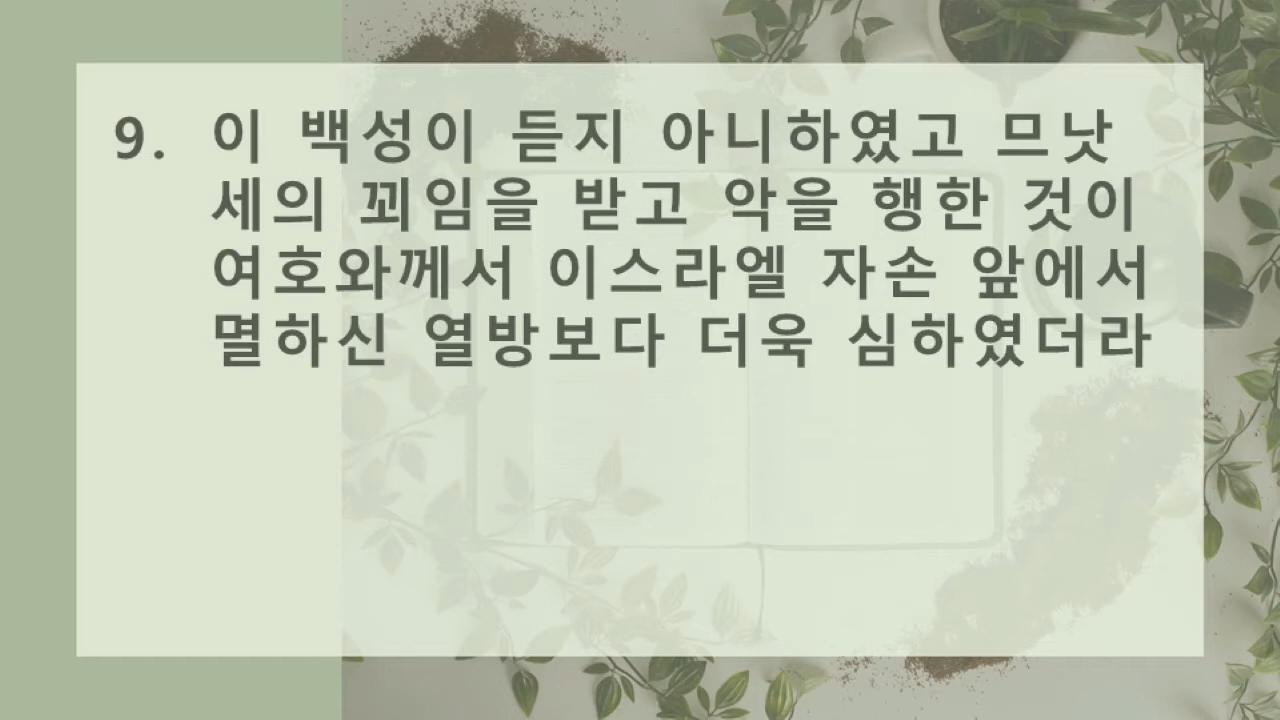 9. 이 백성이 듣지 아니하였고 므낫
세의 꾀임을 받고 악을 행한 것이
여호와께서 이스라엘 자손 앞에서
멸하신 열방보다 더욱 심하였더라